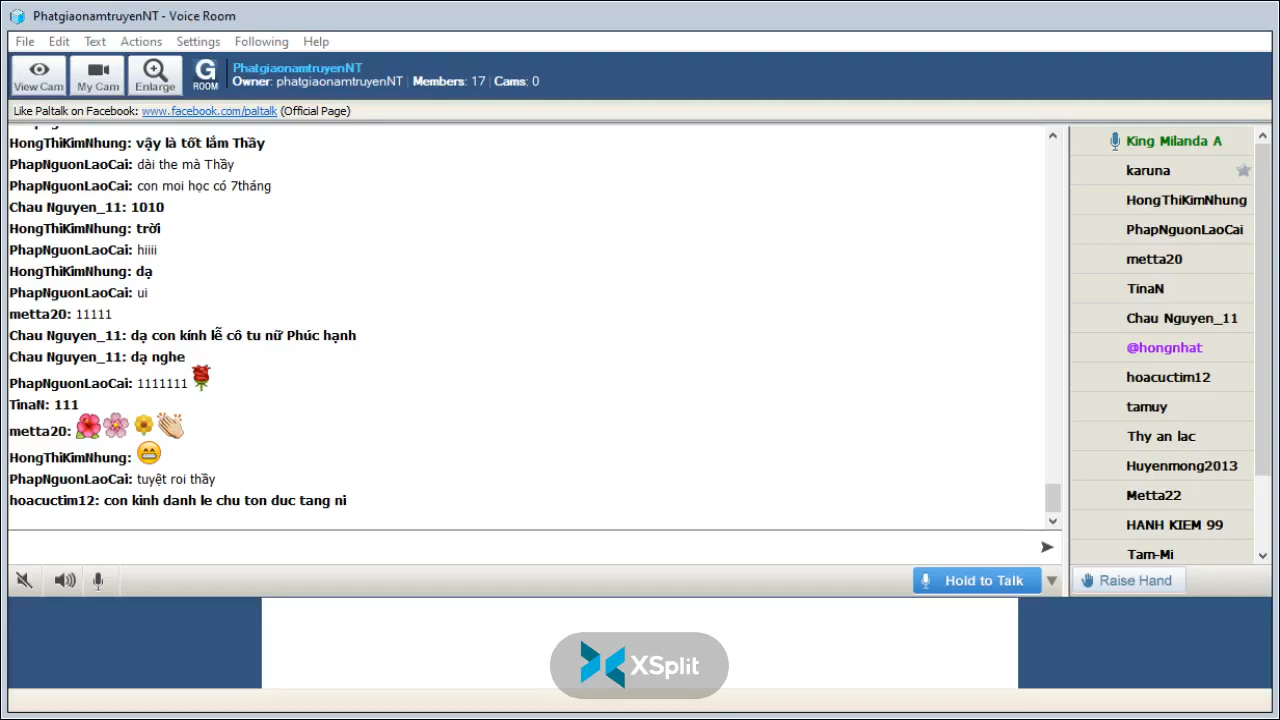 PhatgiaonamtruyenNT - Voice Room
File Edit Text Actions Settings Following Help
View Cam
My Cam
Enlarge
G ROOM
PhatgiaonamtruyenNT
Owner: phatgiaonamtruyenNT | Members: 17 | Cams: 0
Like Paltalk on Facebook: www.facebook.com/paltalk (Official Page)
HongThiKimNhung: vậy là tốt lắm Thầy
PhapNguonLaoCai: dài the mà Thầy
PhapNguonLaoCai: con moi học có 7tháng
Chau Nguyen_11: 1010
HongThiKimNhung: trời
PhapNguonLaoCai: hiiii
HongThiKimNhung: dạ
PhapNguonLaoCai: ui
metta20: 11111
Chau Nguyen_11: dạ con kính lễ cô tu nữ Phúc hạnh
Chau Nguyen_11: dạ nghe
PhapNguonLaoCai: 1111111
TinaN: 111
metta20:
HongThiKimNhung:
PhapNguonLaoCai: tuyệt roi thầy
hoacuctim12: con kinh danh le chu ton duc tang ni
King Milanda A
karuna
HongThiKimNhung
PhapNguonLaoCai
metta20
TinaN
Chau Nguyen_11
@hongnhat
hoacuctim12
tamuy
Thy an lac
Huyenmong2013
Metta22
HANH KIEM 99
Tam-Mi
Hold to Talk
Raise Hand
XSplit